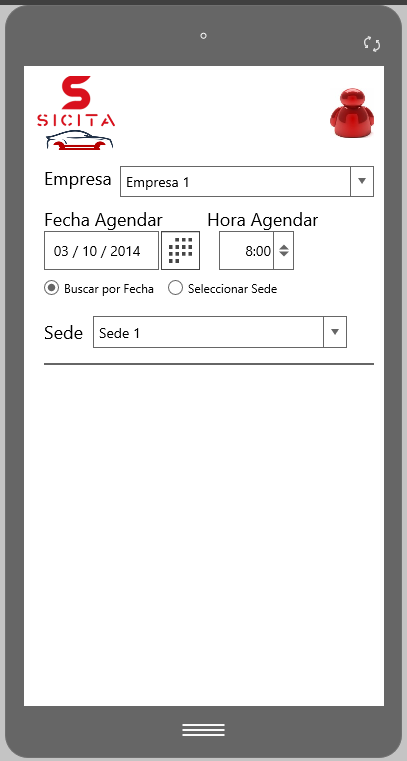 S
SICITA
Empresa Empresa 1
Fecha Agendar Hora Agendar
03 / 10 / 2014 8:00
Buscar por Fecha Seleccionar Sede
Sede Sede 1